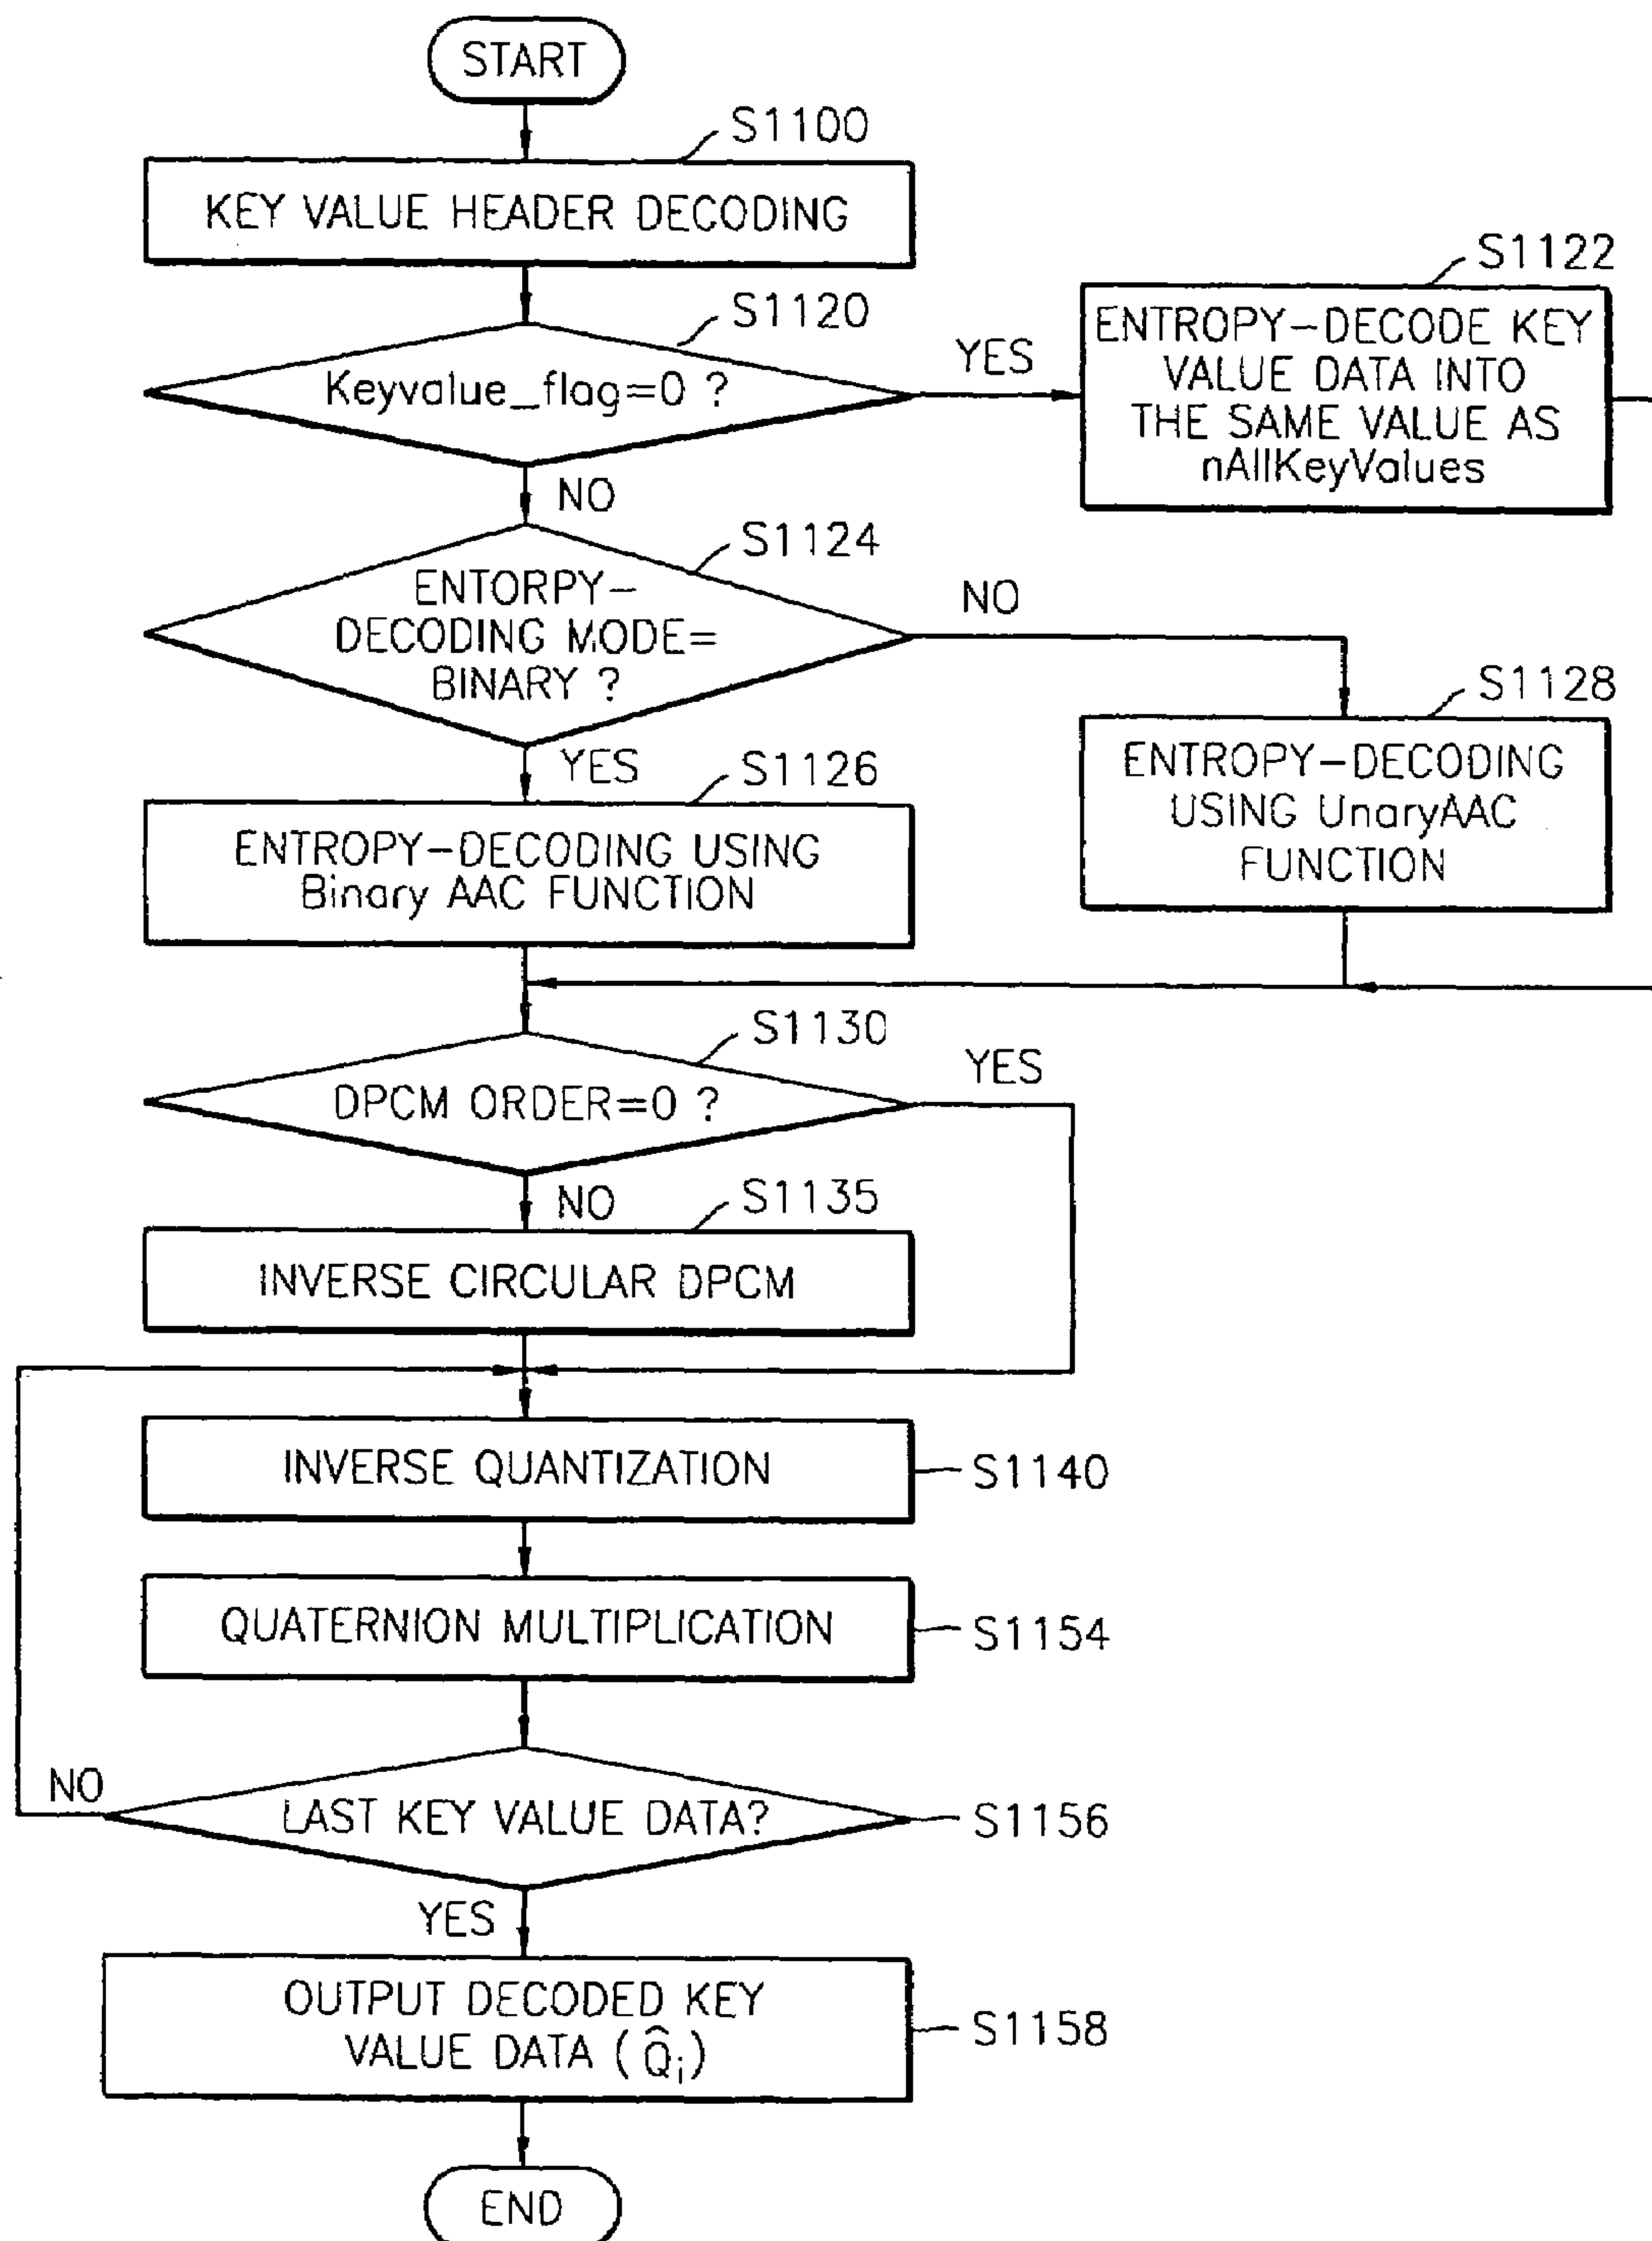 START
S1100
KEY VALUE HEADER DECODING
S1120
Keyvalue_flag=0 ?
YES
S1122
ENTROPY-DECODE KEY
VALUE DATA INTO
THE SAME VALUE AS
nAllKeyValues
NO
S1124
ENTORPY-
DECODING MODE=
BINARY ?
NO
S1128
ENTROPY-DECODING
USING UnaryAAC
FUNCTION
YES
S1126
ENTROPY-DECODING USING
Binary AAC FUNCTION
S1130
DPCM ORDER=0 ?
YES
NO
S1135
INVERSE CIRCULAR DPCM
INVERSE QUANTIZATION
S1140
QUATERNION MULTIPLICATION
S1154
NO
LAST KEY VALUE DATA?
S1156
YES
OUTPUT DECODED KEY
VALUE DATA (Q̂i)
S1158
END